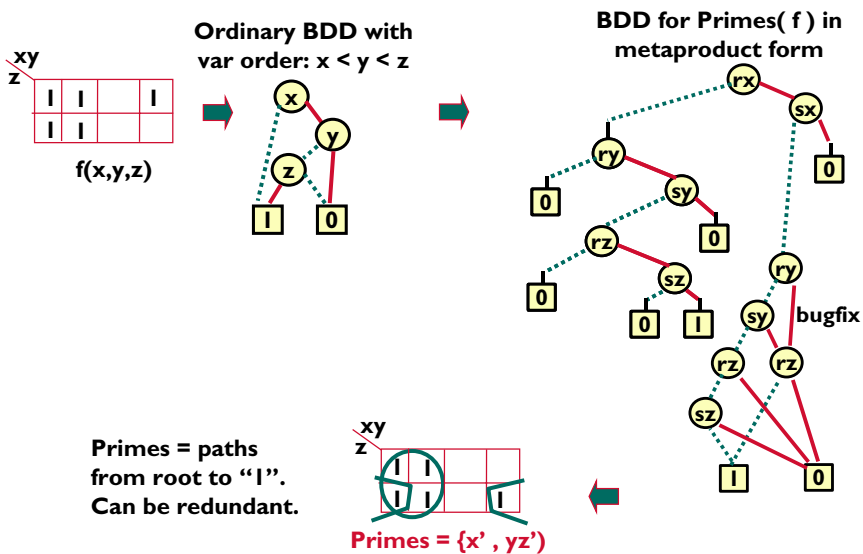 Ordinary BDD with
var order: x < y < z
BDD for Primes( f ) in
metaproduct form
xy
z
1 1 1
1 1
f(x,y,z)
x
y
z
1 0
rx
sx
0
ry
0
sy
0
rz
0
sz
0 1
ry
bugfix
sy
rz rz
sz
1 0
Primes = paths
from root to “1”.
Can be redundant.
xy
z
1 1
1 1 1
Primes = {x’ , yz’)